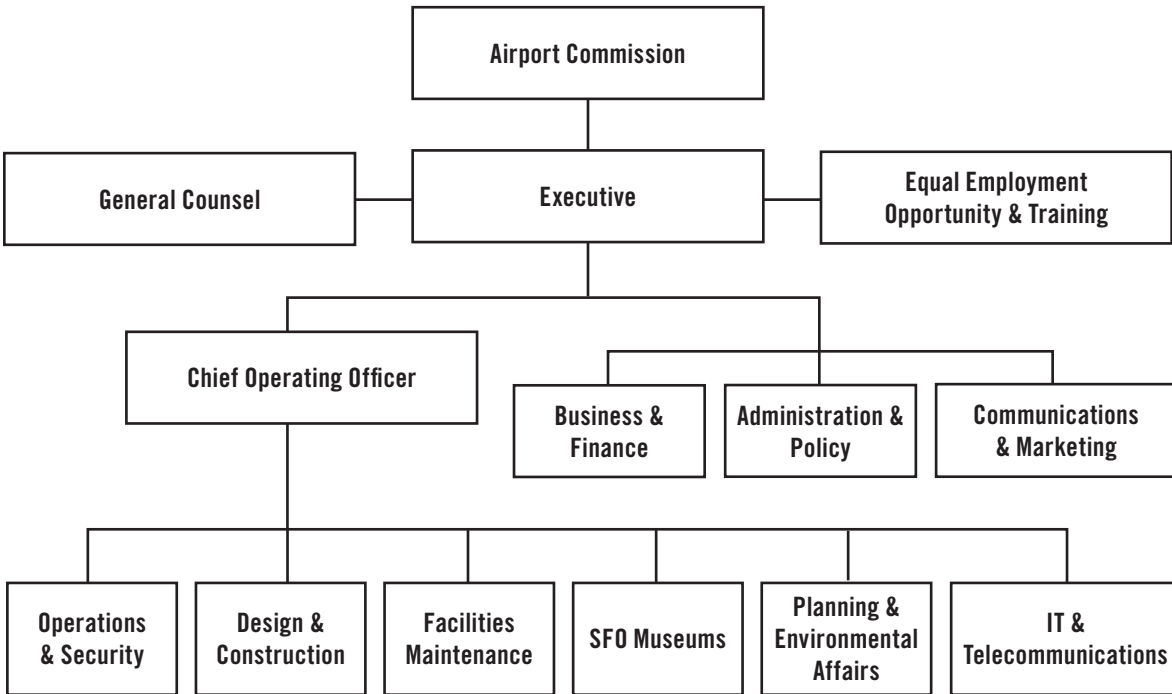 Airport Commission
General Counsel
Executive
Equal Employment
Opportunity & Training
Chief Operating Officer
Business &
Finance
Administration &
Policy
Communications
& Marketing
Operations
& Security
Design &
Construction
Facilities
Maintenance
SFO Museums
Planning &
Environmental
Affairs
IT &
Telecommunications